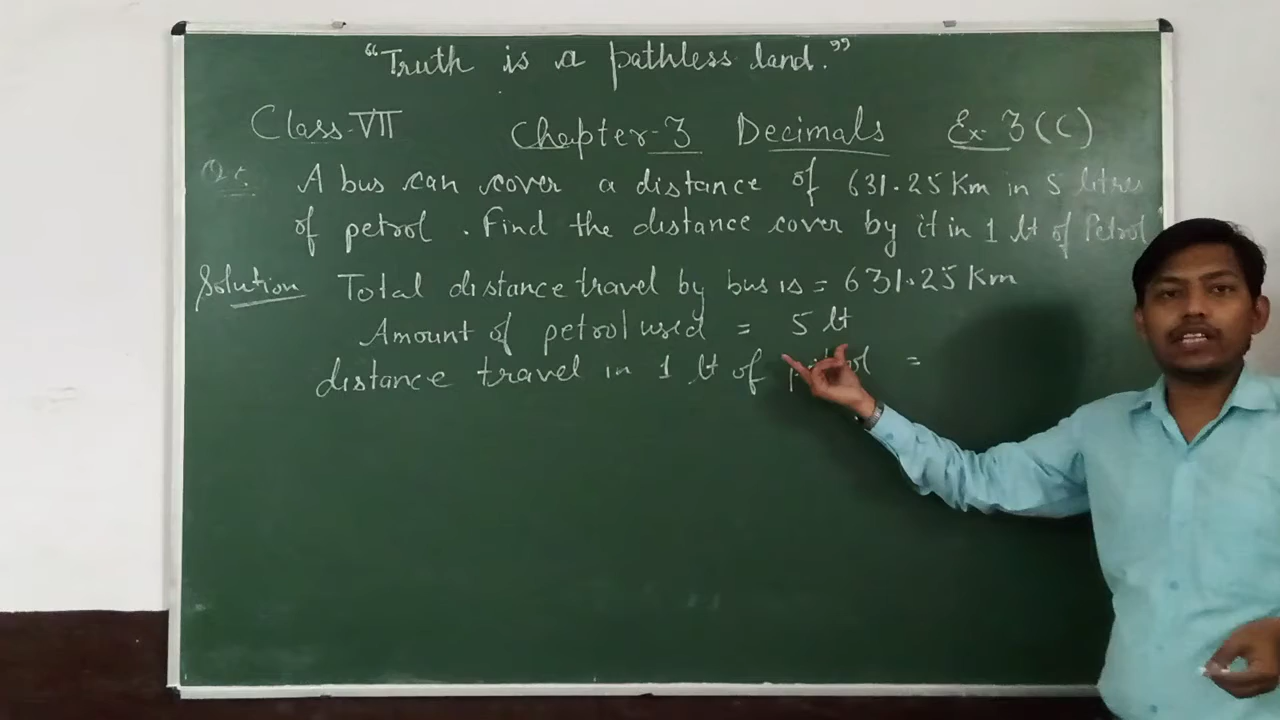 "Truth is a pathless land."
Class-VII Chapter-3 Decimals Ex-3(C)
A bus can cover a distance of 631.25 Km in 5 litres
of petrol. Find the distance cover by it in 1 lt of Petrol
Solution Total distance travel by bus is = 631.25 Km
Amount of petrol used = 5 lt
distance travel in 1 lt of petrol =